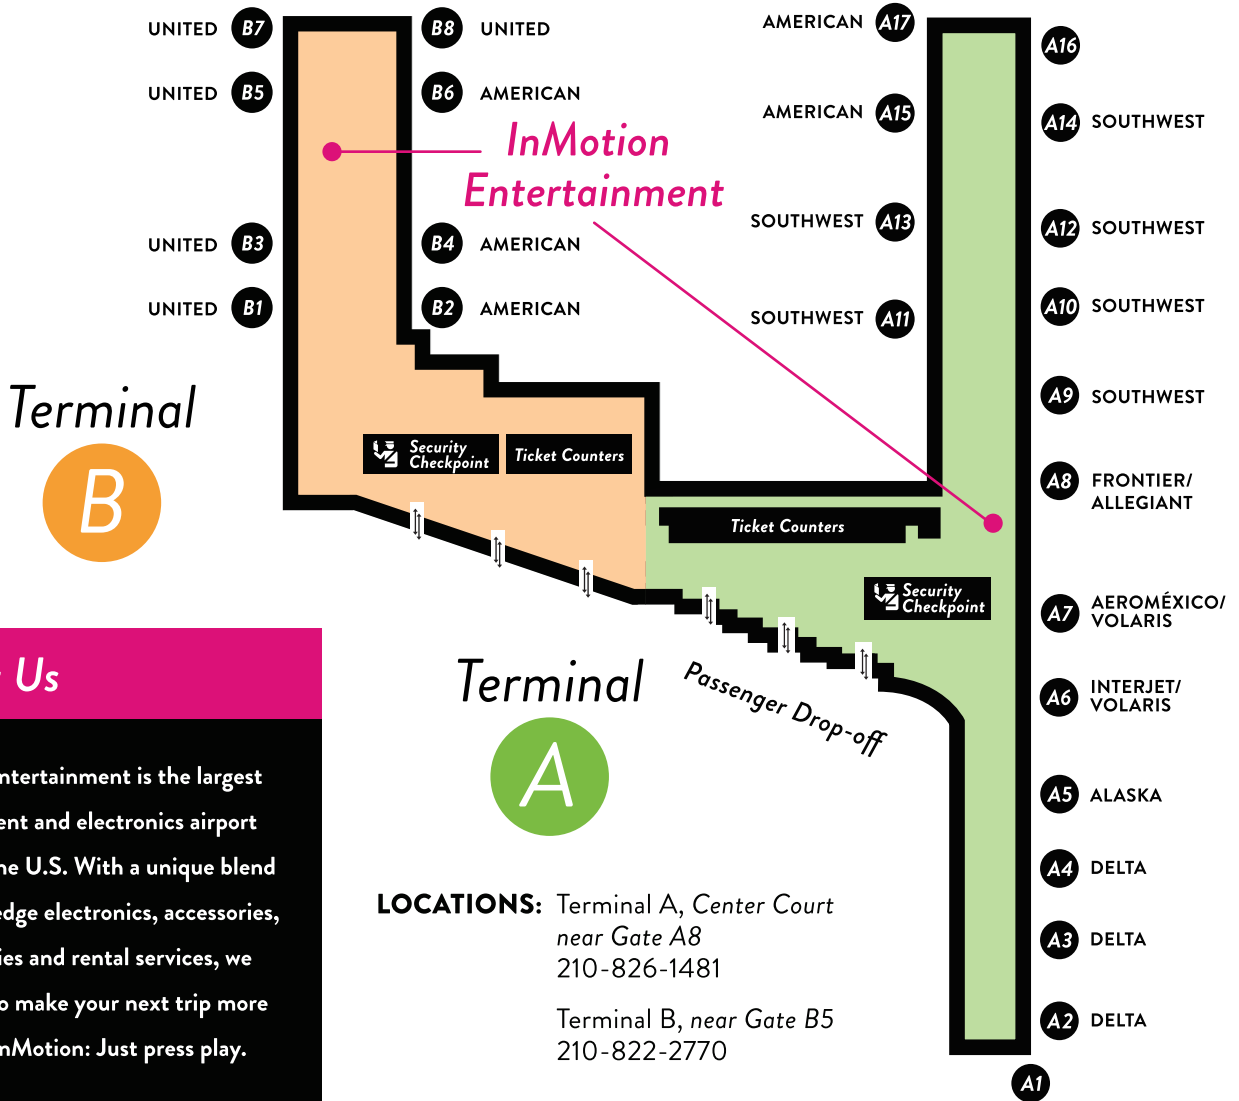 UNITED B7
B8 UNITED
UNITED B5
B6 AMERICAN
InMotion
Entertainment
UNITED B3
B4 AMERICAN
UNITED B1
B2 AMERICAN
AMERICAN A17
A16
AMERICAN A15
A14 SOUTHWEST
SOUTHWEST A13
A12 SOUTHWEST
A10 SOUTHWEST
SOUTHWEST A11
A9 SOUTHWEST
A8 FRONTIER/
ALLEGIANT
A7 AEROMÉXICO/
VOLARIS
A6 INTERJET/
VOLARIS
A5 ALASKA
A4 DELTA
A3 DELTA
A2 DELTA
A1
Terminal
B
Security
Checkpoint
Ticket Counters
Ticket Counters
Security
Checkpoint
Passenger Drop-off
Terminal
A
Us
ntertainment is the largest
ent and electronics airport
he U.S. With a unique blend
edge electronics, accessories,
ies and rental services, we
o make your next trip more
nMotion: Just press play.
LOCATIONS: Terminal A, Center Court
near Gate A8
210-826-1481
Terminal B, near Gate B5
210-822-2770